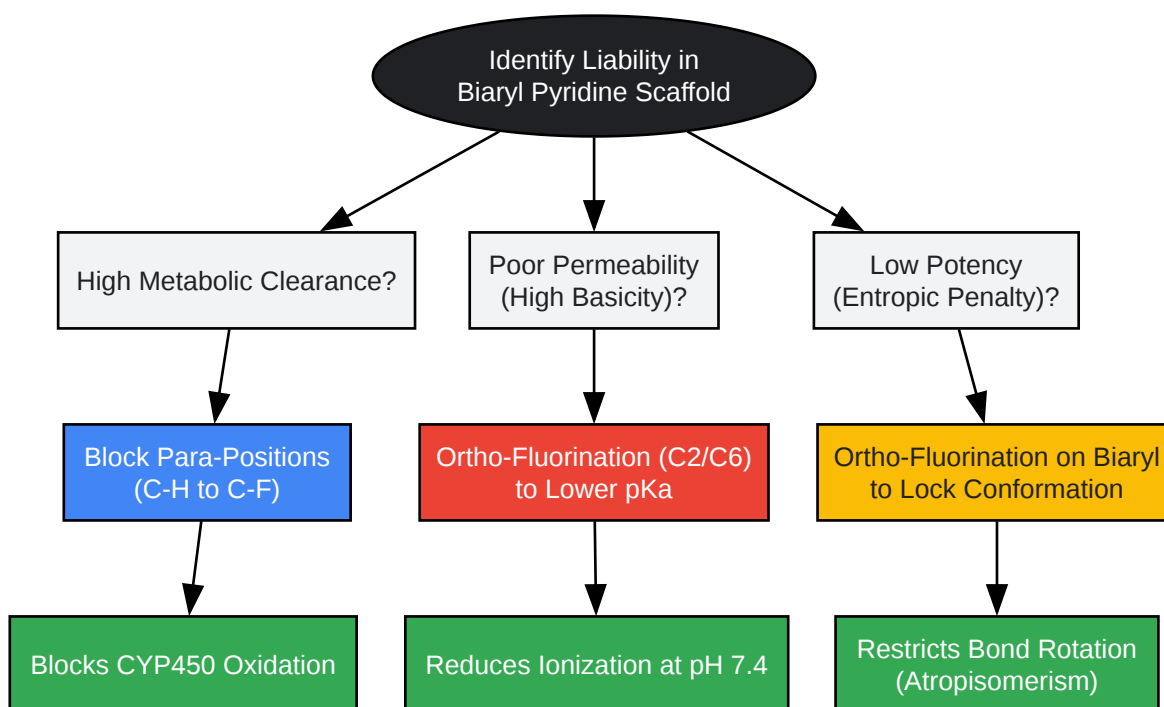 Identify Liability in
Biaryl Pyridine Scaffold
High Metabolic Clearance?
Poor Permeability
(High Basicity)?
Low Potency
(Entropic Penalty)?
Block Para-Positions
(C-H to C-F)
Ortho-Fluorination (C2/C6)
to Lower pKa
Ortho-Fluorination on Biaryl
to Lock Conformation
Blocks CYP450 Oxidation
Reduces Ionization at pH 7.4
Restricts Bond Rotation
(Atropisomerism)